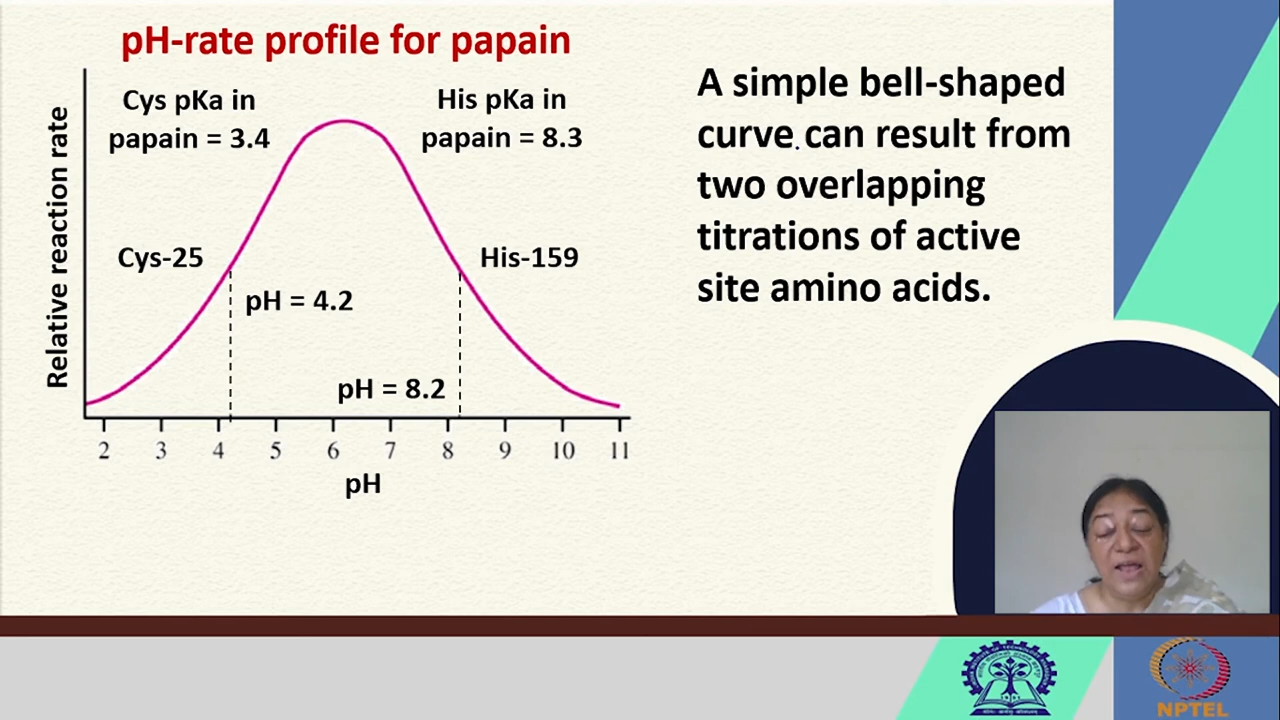 pH-rate profile for papain
Relative reaction rate
Cys pKa in
papain = 3.4
His pKa in
papain = 8.3
Cys-25
His-159
pH = 4.2
pH = 8.2
2 3 4 5 6 7 8 9 10 11
pH
A simple bell-shaped
curve can result from
two overlapping
titrations of active
site amino acids.
NPTEL